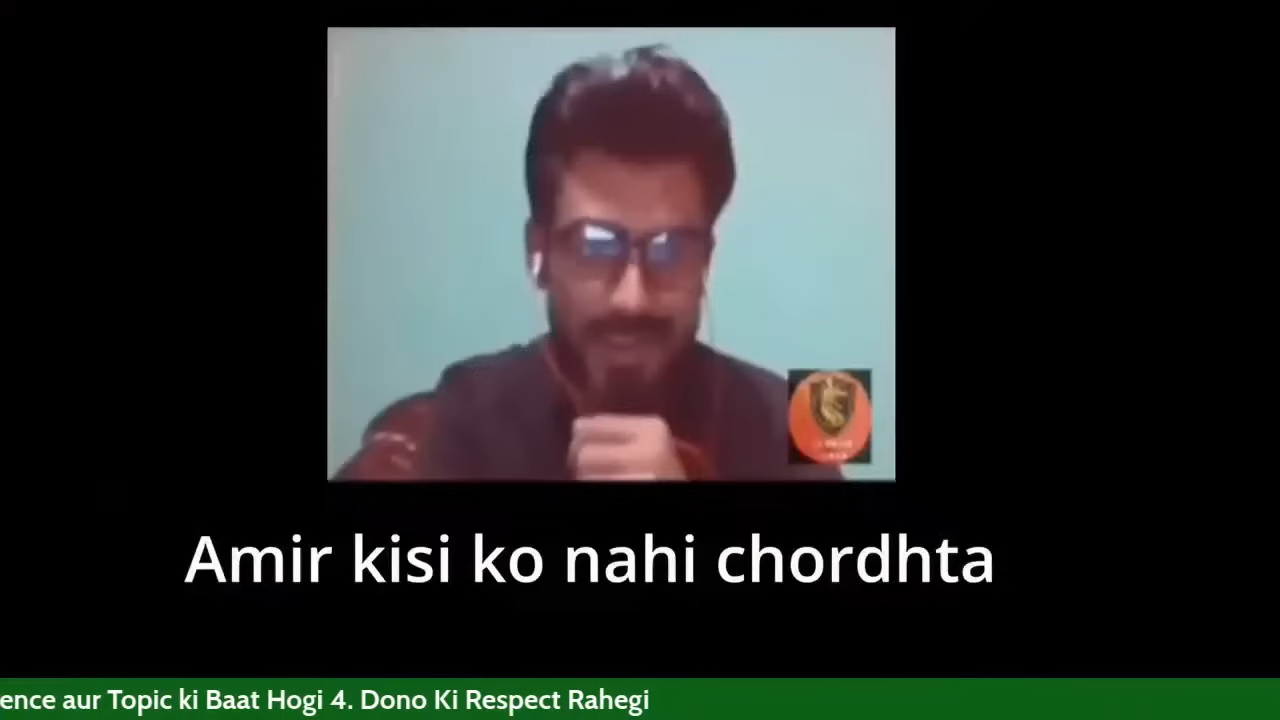 Amir kisi ko nahi chordhta
ence aur Topic ki Baat Hogi 4. Dono Ki Respect Rahegi